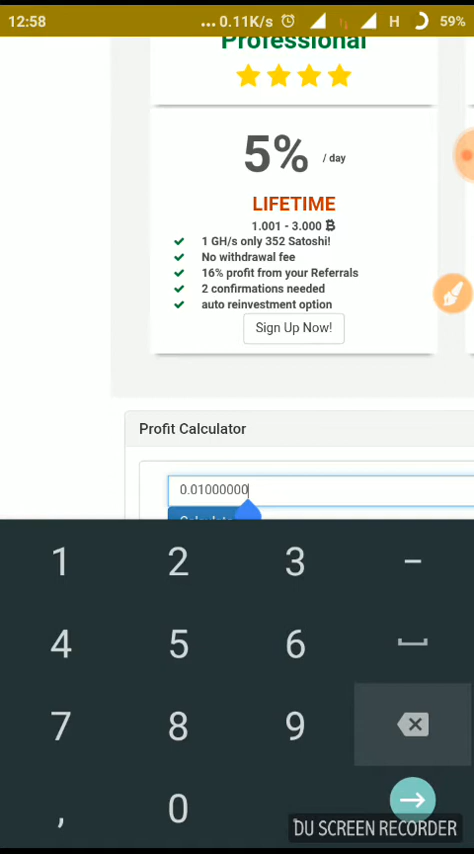 12:58 ... 0.11K/s H 59%
Professional
5% / day
LIFETIME
1.001 - 3.000 ₿
1 GH/s only 352 Satoshi!
No withdrawal fee
16% profit from your Referrals
2 confirmations needed
auto reinvestment option
Sign Up Now!
Profit Calculator
0.01000000
Calculate
1 2 3 -
4 5 6
7 8 9
, 0
DU SCREEN RECORDER